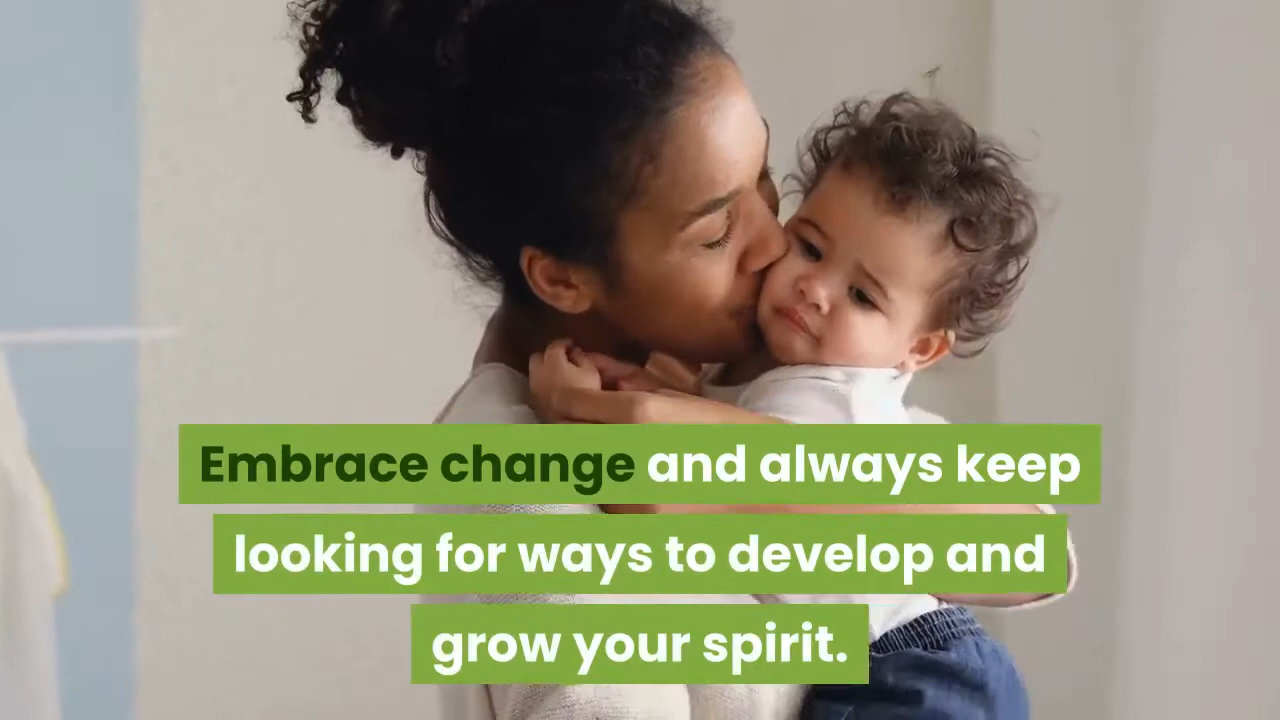 Embrace change and always keep
looking for ways to develop and
grow your spirit.